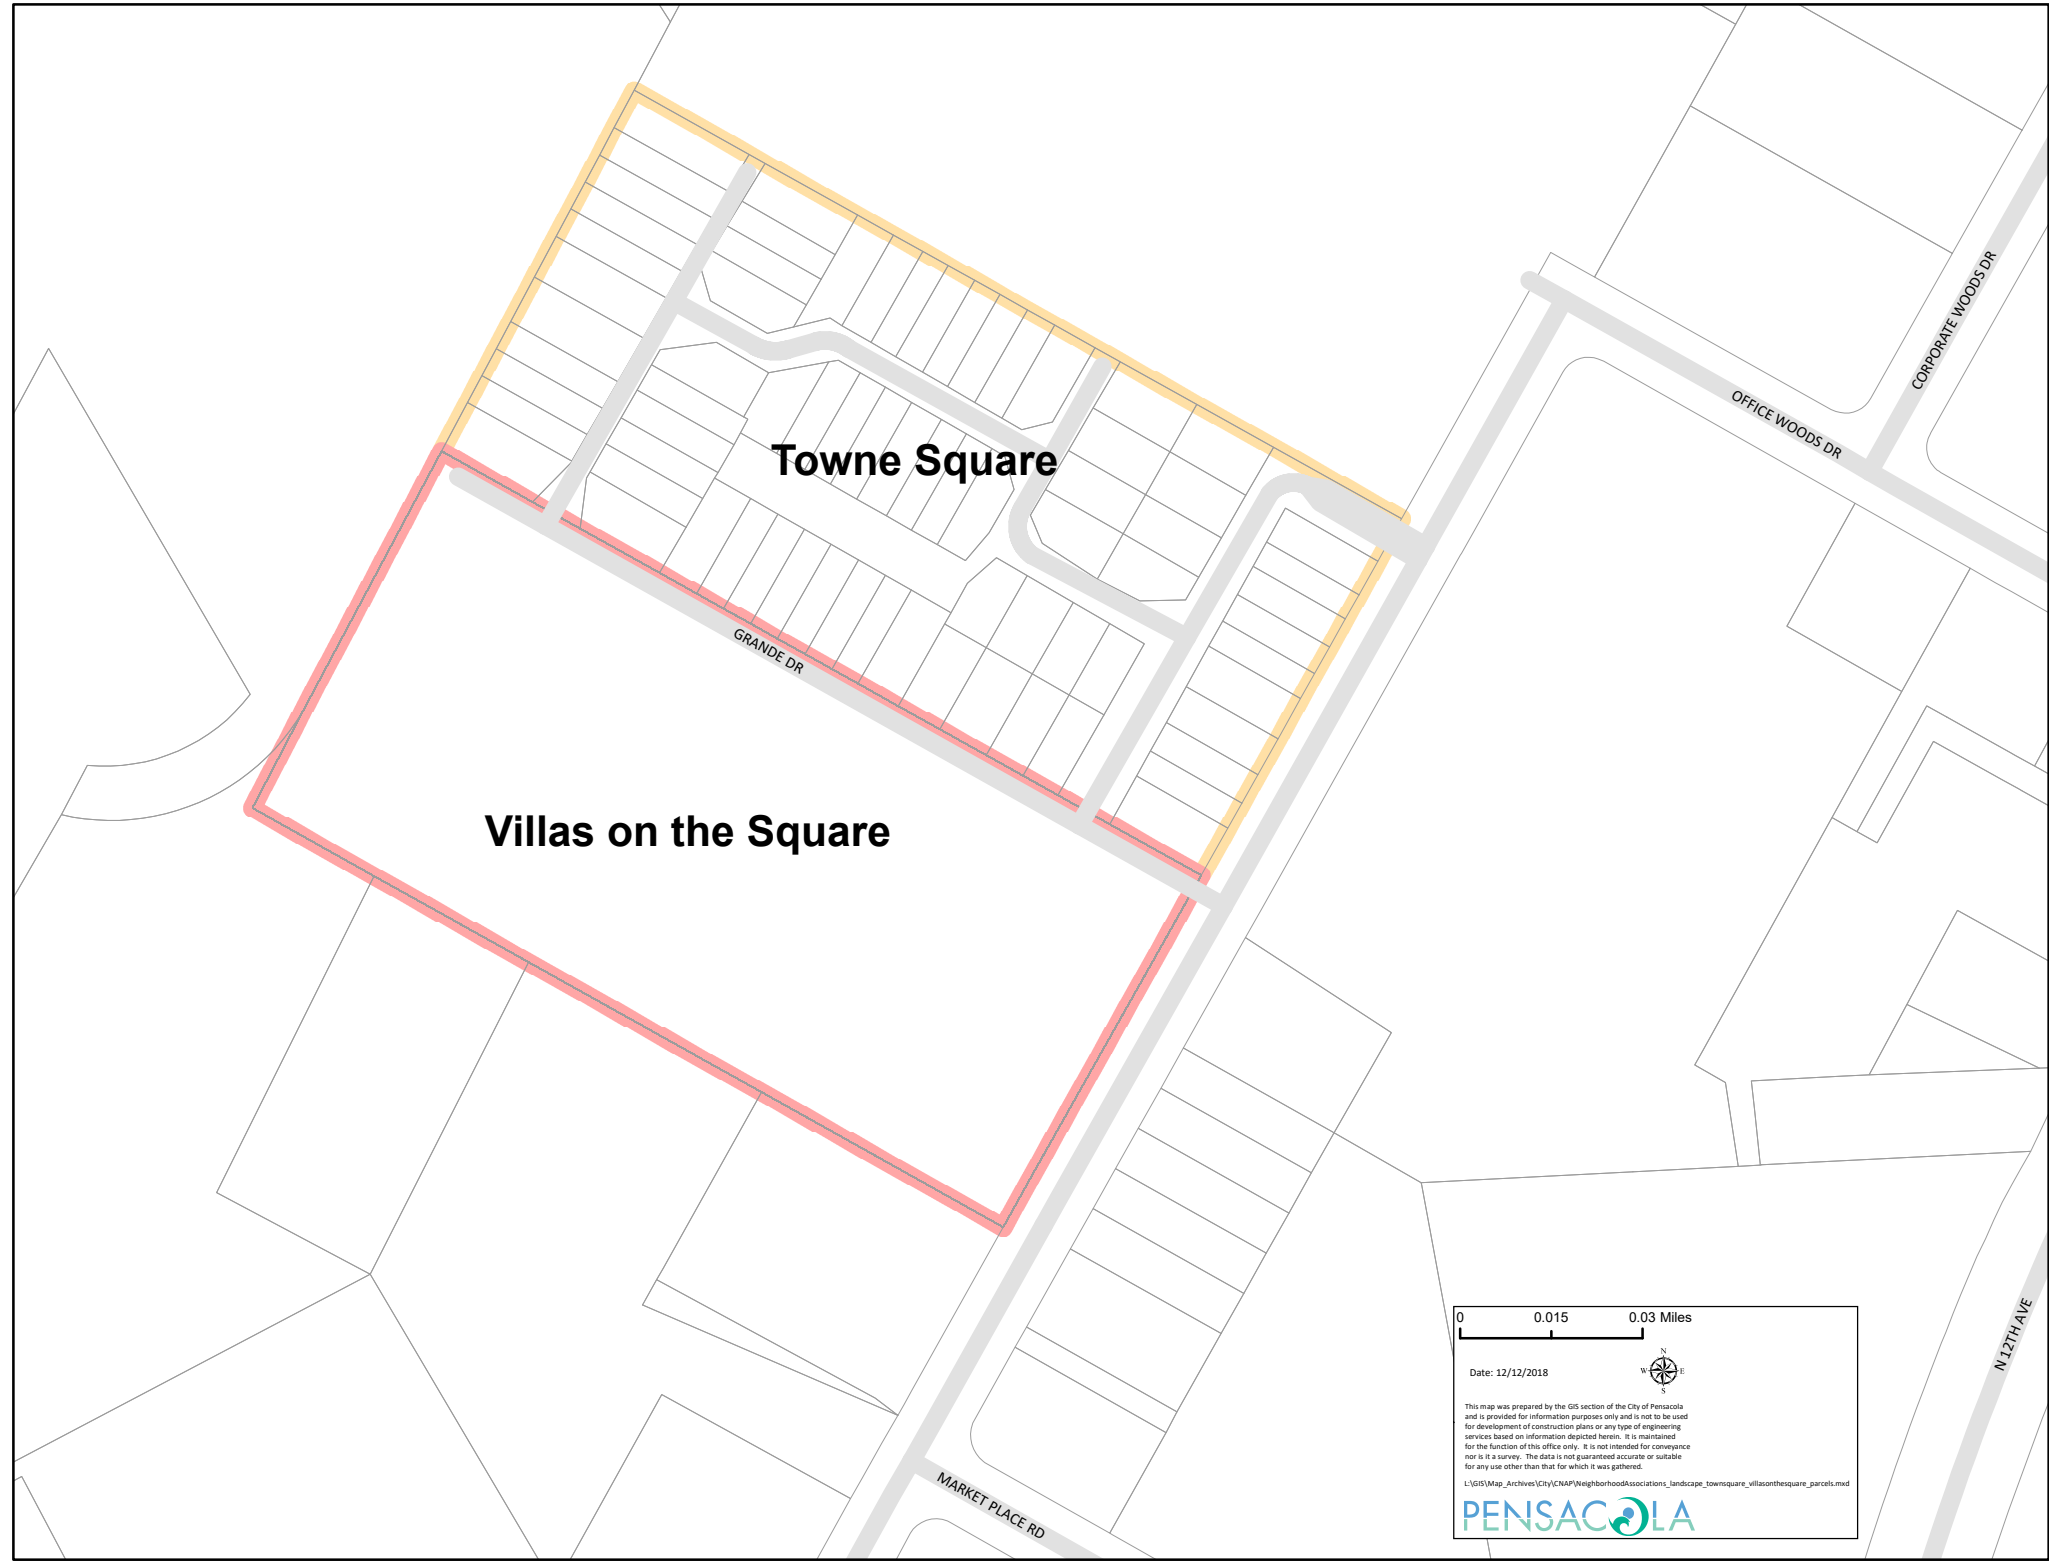 CORPORATE WOODS DR
OFFICE WOODS DR
Towne Square
GRANDE DR
Villas on the Square
N 12TH AVE
MARKET PLACE RD
0 0.015 0.03 Miles
Date: 12/12/2018
N
W E
S
This map was prepared by the GIS section of the City of Pensacola
and is provided for information purposes only and is not to be used
for development of construction plans or any type of engineering
services based on information depicted herein. It is maintained
for the function of this office only. It is not intended for conveyance
nor is it a survey. The data is not guaranteed accurate or suitable
for any use other than that for which it was gathered.
L:\GIS\Map_Archives\City\CNAP\NeighborhoodAssociations_landscape_townsquare_villasonthesquare_parcels.mxd
PENSACOLA